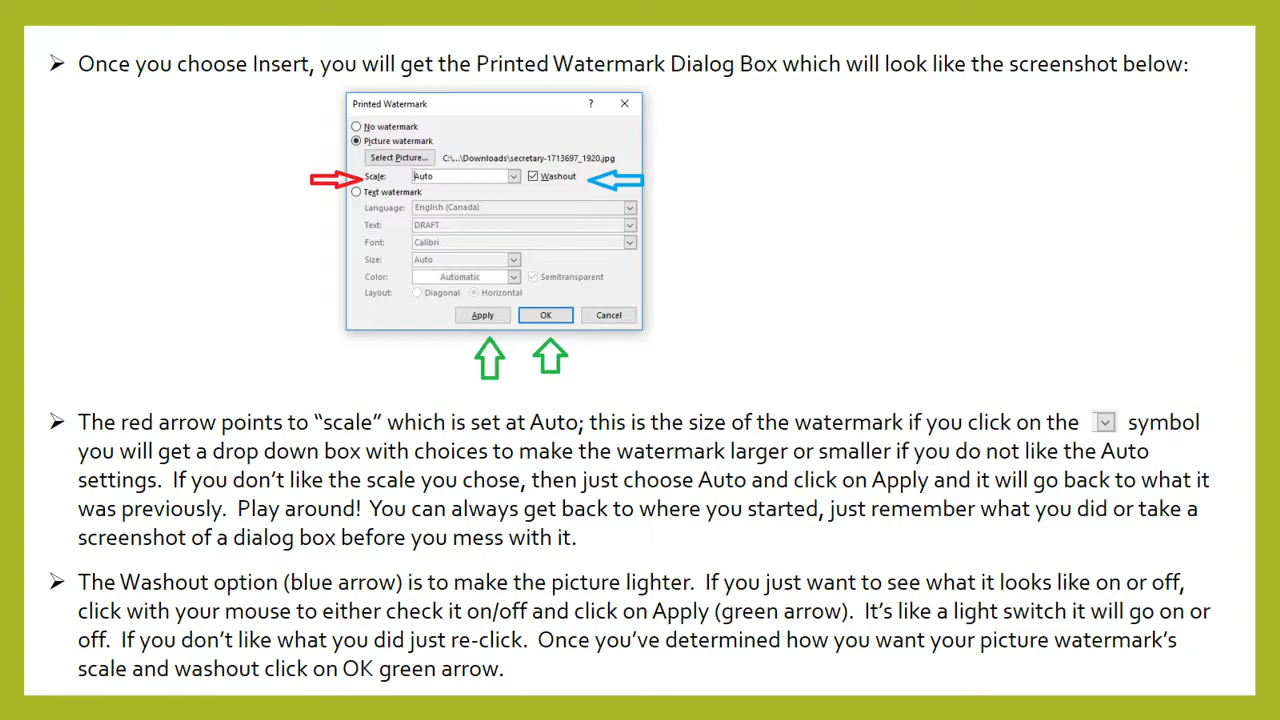 Once you choose Insert, you will get the Printed Watermark Dialog Box which will look like the screenshot below:
Printed Watermark ?
No watermark
Picture watermark
Select Picture... C:\...\Downloads\secretary-1713697_1920.jpg
Scale: Auto Washout
Text watermark
Language: English (Canada)
Text: DRAFT
Font: Calibri
Size: Auto
Color: Automatic Semitransparent
Layout: Diagonal Horizontal
Apply OK Cancel
The red arrow points to “scale” which is set at Auto; this is the size of the watermark if you click on the symbol
you will get a drop down box with choices to make the watermark larger or smaller if you do not like the Auto
settings. If you don’t like the scale you chose, then just choose Auto and click on Apply and it will go back to what it
was previously. Play around! You can always get back to where you started, just remember what you did or take a
screenshot of a dialog box before you mess with it.
The Washout option (blue arrow) is to make the picture lighter. If you just want to see what it looks like on or off,
click with your mouse to either check it on/off and click on Apply (green arrow). It’s like a light switch it will go on or
off. If you don’t like what you did just re-click. Once you’ve determined how you want your picture watermark’s
scale and washout click on OK green arrow.